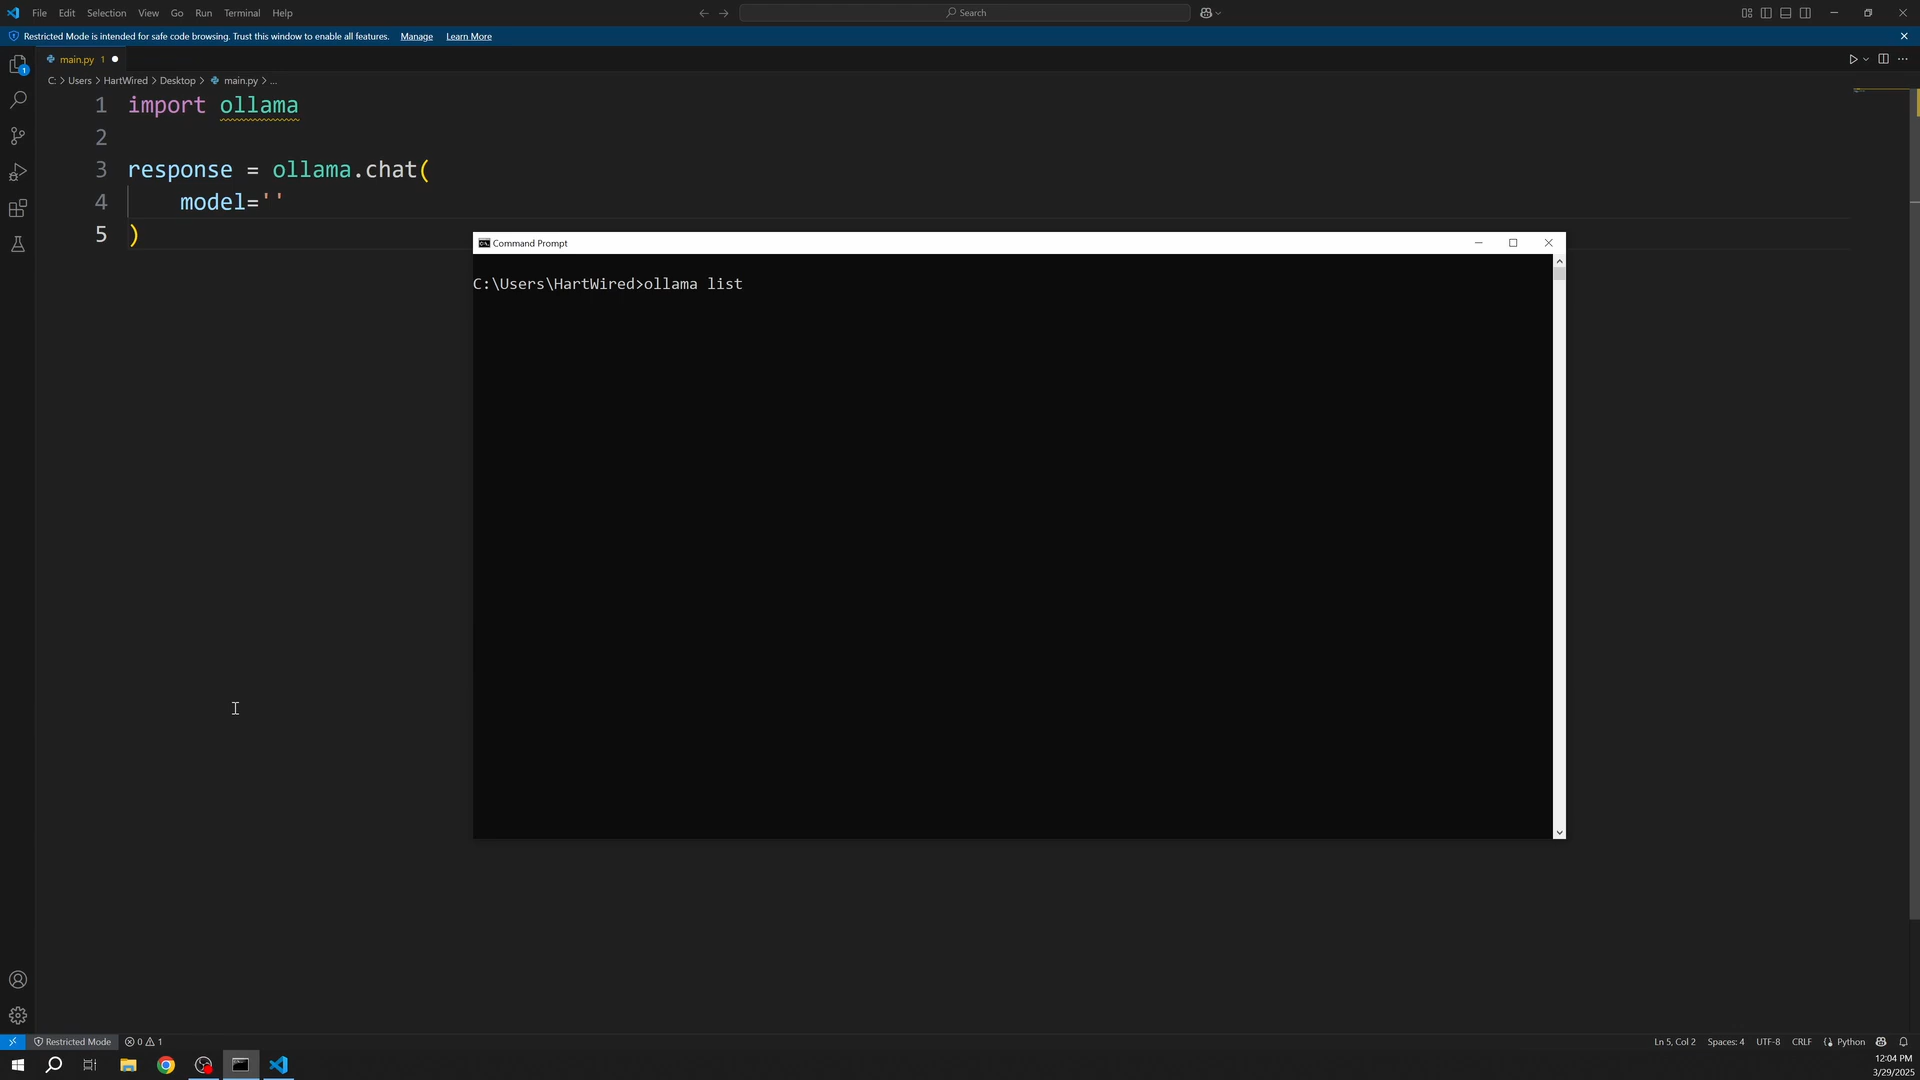 File Edit Selection View Go Run Terminal Help
Search
Restricted Mode is intended for safe code browsing. Trust this window to enable all features. Manage Learn More
main.py 1
C: > Users > HartWired > Desktop > main.py > ...
1 import ollama
2
3 response = ollama.chat(
4 model=''
5 )
Command Prompt
C:\Users\HartWired>ollama list
Restricted Mode 0 1
Ln 5, Col 2 Spaces: 4 UTF-8 CRLF Python
12:04 PM
3/29/2025